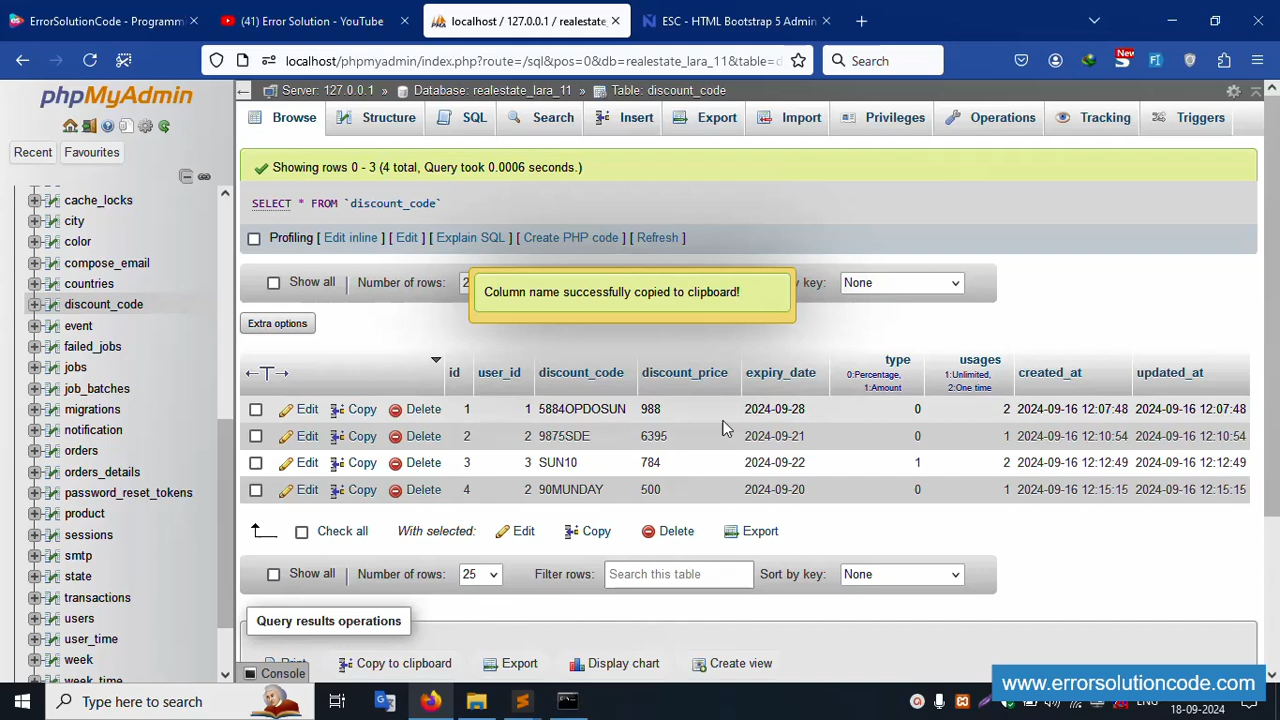 ErrorSolutionCode - Programm
(41) Error Solution - YouTube
localhost / 127.0.0.1 / realestate_
ESC - HTML Bootstrap 5 Admin
localhost/phpmyadmin/index.php?route=/sql&pos=0&db=realestate_lara_11&table=d
Search
New
phpMyAdmin
Recent
Favourites
cache_locks
city
color
compose_email
countries
discount_code
event
failed_jobs
jobs
job_batches
migrations
notification
orders
orders_details
password_reset_tokens
product
sessions
smtp
state
transactions
users
user_time
week
week_time
Server: 127.0.0.1 » Database: realestate_lara_11 » Table: discount_code
Browse Structure SQL Search Insert Export Import Privileges Operations Tracking Triggers
Showing rows 0 - 3 (4 total, Query took 0.0006 seconds.)
SELECT * FROM `discount_code`
Profiling [ Edit inline ] [ Edit ] [ Explain SQL ] [ Create PHP code ] [ Refresh ]
Show all Number of rows: 2 y key: None
Column name successfully copied to clipboard!
Extra options
id user_id discount_code discount_price expiry_date type 0:Percentage, 1:Amount usages 1:Unlimited, 2:One time created_at updated_at
Edit Copy Delete 1 1 5884OPDOSUN 988 2024-09-28 0 2 2024-09-16 12:07:48 2024-09-16 12:07:48
Edit Copy Delete 2 2 9875SDE 6395 2024-09-21 0 1 2024-09-16 12:10:54 2024-09-16 12:10:54
Edit Copy Delete 3 3 SUN10 784 2024-09-22 1 2 2024-09-16 12:12:49 2024-09-16 12:12:49
Edit Copy Delete 4 2 90MUNDAY 500 2024-09-20 0 1 2024-09-16 12:15:15 2024-09-16 12:15:15
Check all With selected: Edit Copy Delete Export
Show all Number of rows: 25 Filter rows: Search this table Sort by key: None
Query results operations
Print Copy to clipboard Export Display chart Create view
Console
www.errorsolutioncode.com
Type here to search
18-09-2024